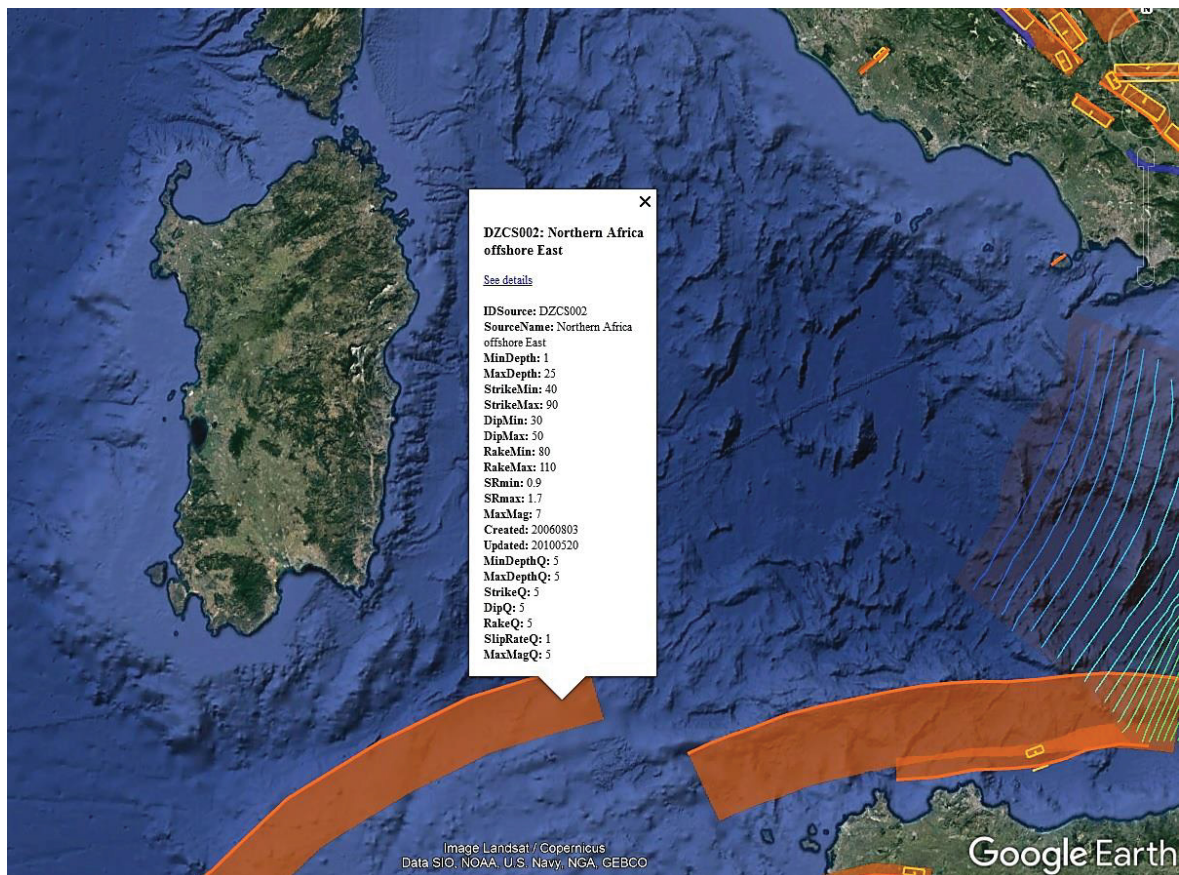 N
DZCS002: Northern Africa
offshore East
See details
IDSource: DZCS002
SourceName: Northern Africa
offshore East
MinDepth: 1
MaxDepth: 25
StrikeMin: 40
StrikeMax: 90
DipMin: 30
DipMax: 50
RakeMin: 80
RakeMax: 110
SRmin: 0.9
SRmax: 1.7
MaxMag: 7
Created: 20060803
Updated: 20100520
MinDepthQ: 5
MaxDepthQ: 5
StrikeQ: 5
DipQ: 5
RakeQ: 5
SlipRateQ: 1
MaxMagQ: 5
Image Landsat / Copernicus
Data SIO, NOAA, U.S. Navy, NGA, GEBCO
Google Earth